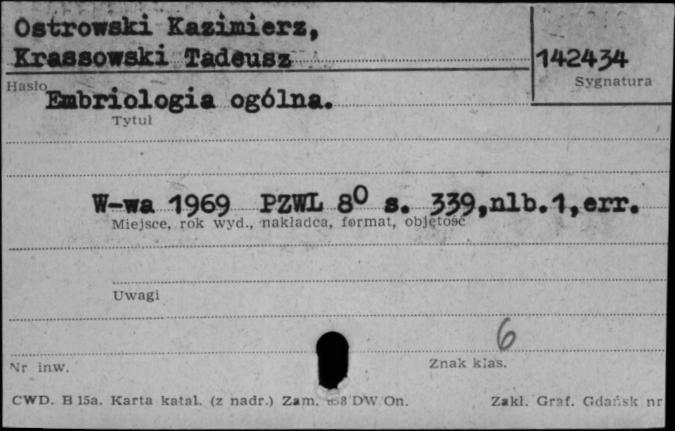 Ostrowski Kazimierz,
Krassowski Tadeusz
142434
Hasło
Sygnatura
Embriologia ogólna.
Tytuł
W-wa 1969 PZWL 8⁰ s. 339,nlb.1,err.
Miejsce, rok wyd., nakładca, format, objętość
Uwagi
6
Nr inw.
Znak klas.
CWD. B 15a. Karta katal. (z nadr.) Zam. DW On.
Zakł. Graf. Gdańsk nr